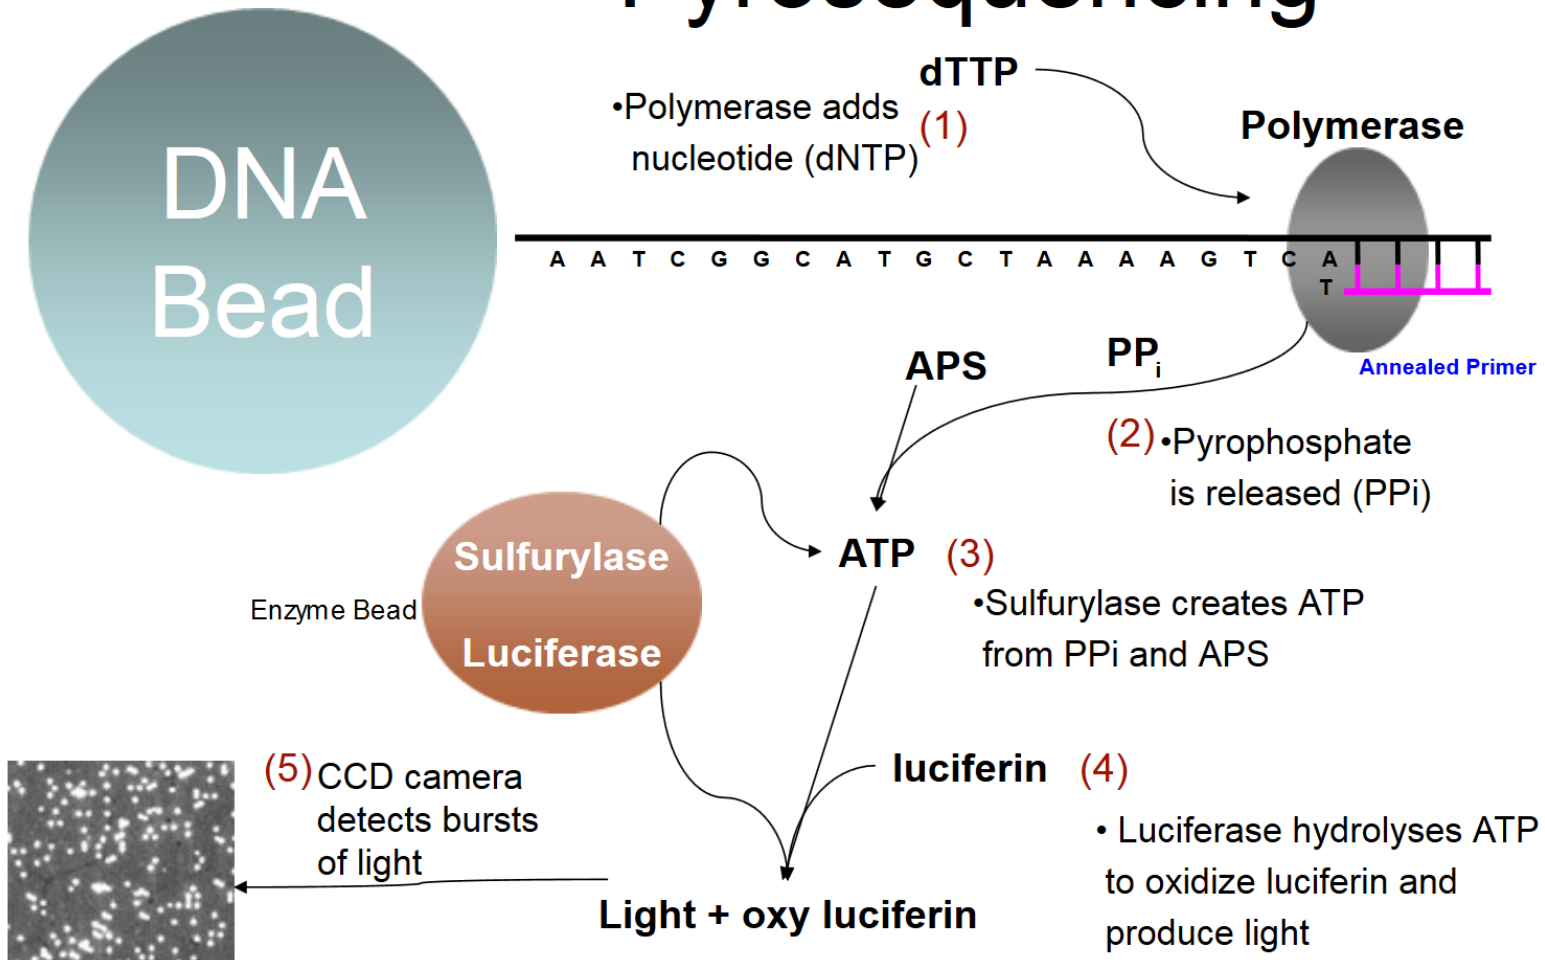 Pyrosequencing
DNA
Bead
dTTP
•Polymerase adds
nucleotide (dNTP)
(1)
Polymerase
A A T C G G C A T G C T A A A A G T C A
T
Annealed Primer
APS
PPi
(2)
•Pyrophosphate
is released (PPi)
Sulfurylase
Luciferase
Enzyme Bead
ATP (3)
•Sulfurylase creates ATP
from PPi and APS
(5) CCD camera
detects bursts
of light
luciferin (4)
• Luciferase hydrolyses ATP
to oxidize luciferin and
produce light
Light + oxy luciferin